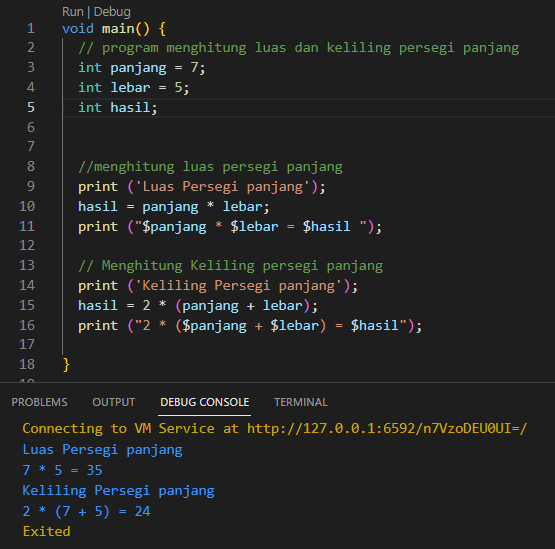 Run | Debug
1 void main() {
2 // program menghitung luas dan keliling persegi panjang
3 int panjang = 7;
4 int lebar = 5;
5 int hasil;
6
7
8 //menghitung luas persegi panjang
9 print ('Luas Persegi panjang');
10 hasil = panjang * lebar;
11 print ("$panjang * $lebar = $hasil ");
12
13 // Menghitung Keliling persegi panjang
14 print ('Keliling Persegi panjang');
15 hasil = 2 * (panjang + lebar);
16 print ("2 * ($panjang + $lebar) = $hasil");
17
18 }
PROBLEMS OUTPUT DEBUG CONSOLE TERMINAL
Connecting to VM Service at http://127.0.0.1:6592/n7VzoDEU0UI=/
Luas Persegi panjang
7 * 5 = 35
Keliling Persegi panjang
2 * (7 + 5) = 24
Exited